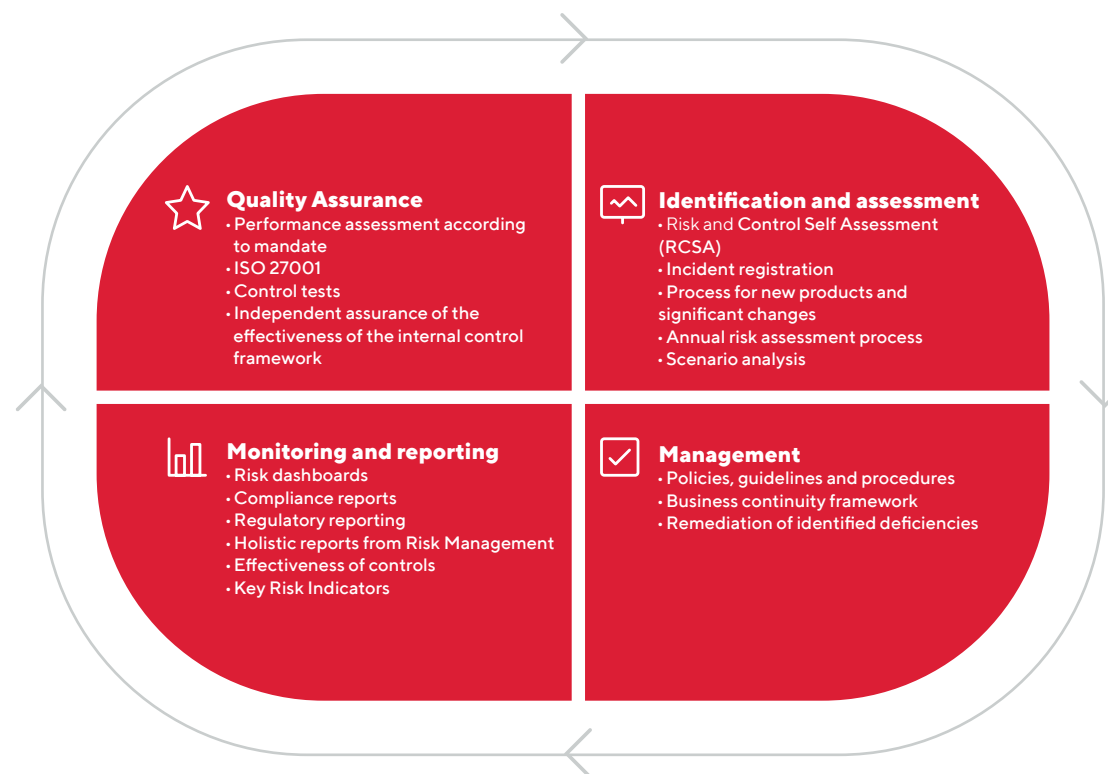 Quality Assurance
• Performance assessment according
to mandate
• ISO 27001
• Control tests
• Independent assurance of the
effectiveness of the internal control
framework
Identification and assessment
• Risk and Control Self Assessment
(RCSA)
• Incident registration
• Process for new products and
significant changes
• Annual risk assessment process
• Scenario analysis
Monitoring and reporting
• Risk dashboards
• Compliance reports
• Regulatory reporting
• Holistic reports from Risk Management
• Effectiveness of controls
• Key Risk Indicators
Management
• Policies, guidelines and procedures
• Business continuity framework
• Remediation of identified deficiencies